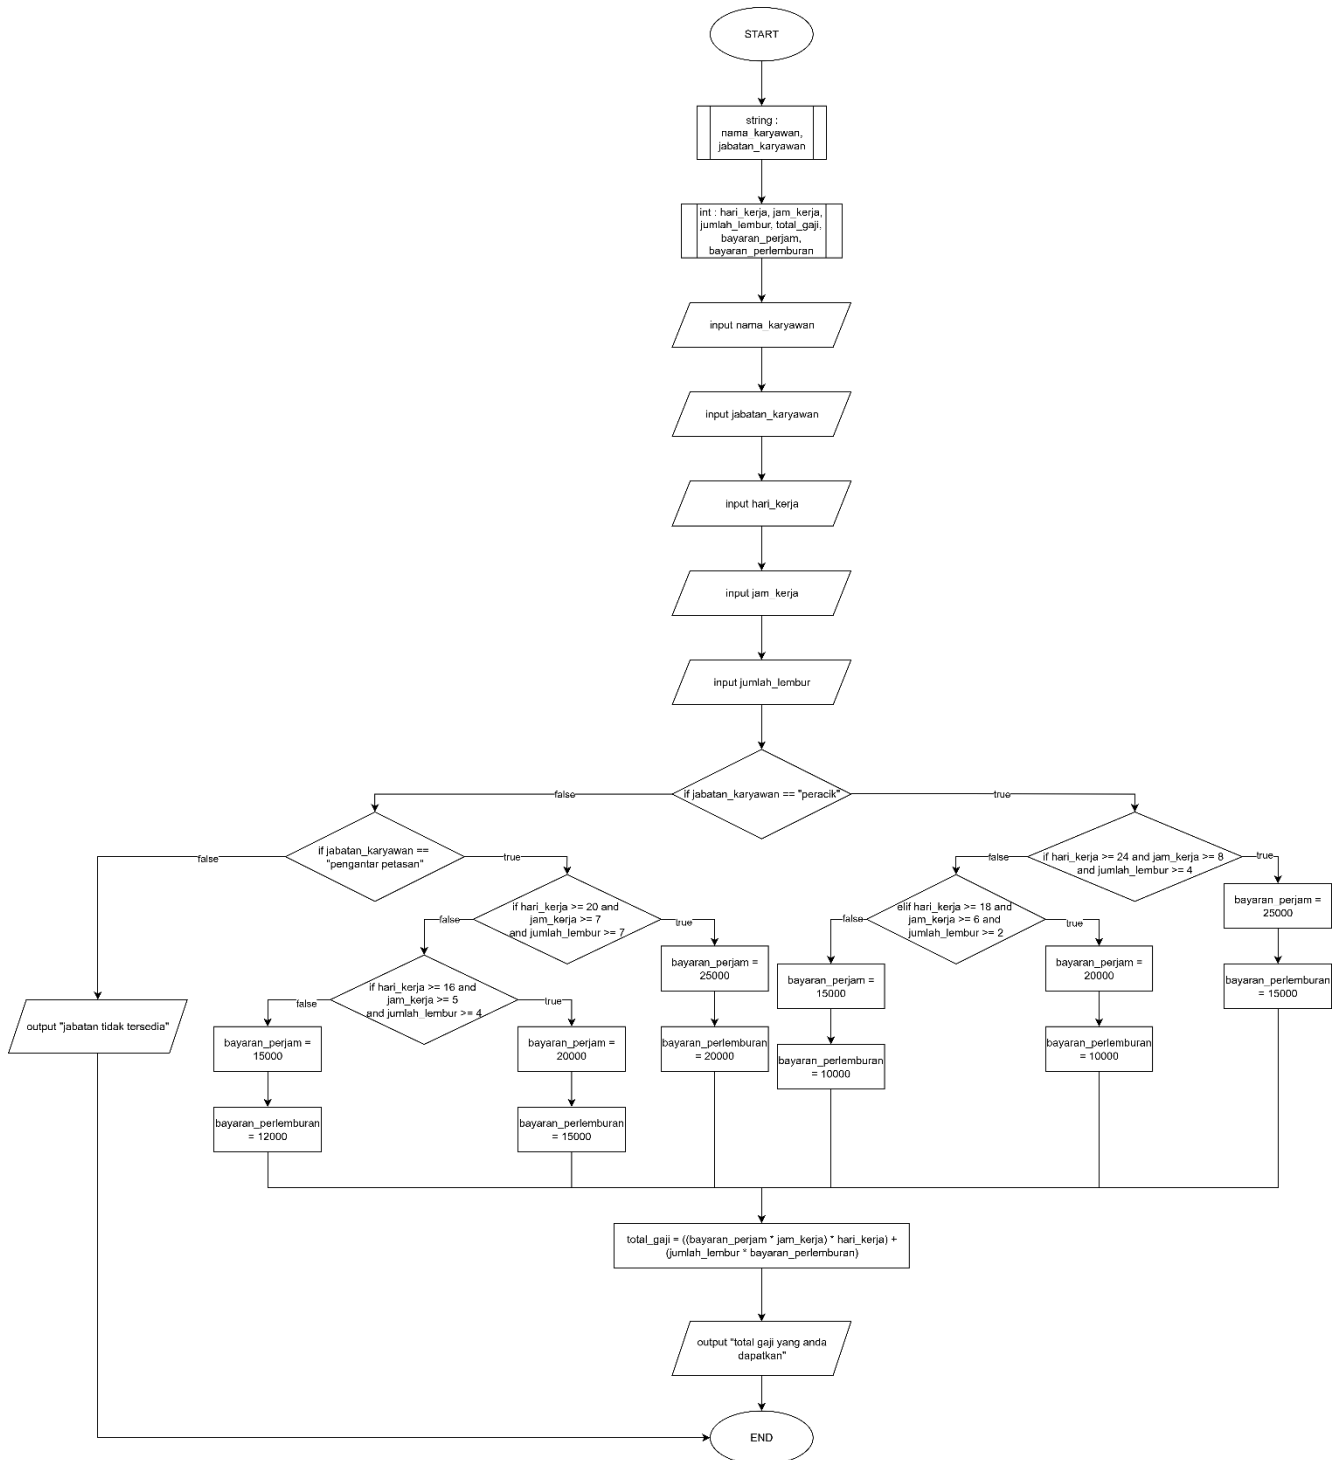 START
string :
nama_karyawan,
jabatan_karyawan
int : hari_kerja, jam_kerja,
jumlah_lembur, total_gaji,
bayaran_perjam,
bayaran_perlemburan
input nama_karyawan
input jabatan_karyawan
input hari_kerja
input jam_kerja
input jumlah_lembur
if jabatan_karyawan == "peracik"
false
true
if jabatan_karyawan ==
"pengantar petasan"
false
true
if hari_kerja >= 20 and
jam_kerja >= 7
and jumlah_lembur >= 7
false
true
if hari_kerja >= 16 and
jam_kerja >= 5
and jumlah_lembur >= 4
false
true
output "jabatan tidak tersedia"
bayaran_perjam =
15000
bayaran_perlemburan
= 12000
bayaran_perjam =
20000
bayaran_perlemburan
= 15000
bayaran_perjam =
25000
bayaran_perlemburan
= 20000
if hari_kerja >= 24 and jam_kerja >= 8
and jumlah_lembur >= 4
false
true
elif hari_kerja >= 18 and
jam_kerja >= 6 and
jumlah_lembur >= 2
false
true
bayaran_perjam =
15000
bayaran_perlemburan
= 10000
bayaran_perjam =
20000
bayaran_perlemburan
= 10000
bayaran_perjam =
25000
bayaran_perlemburan
= 15000
total_gaji = ((bayaran_perjam * jam_kerja) * hari_kerja) +
(jumlah_lembur * bayaran_perlemburan)
output "total gaji yang anda
dapatkan"
END